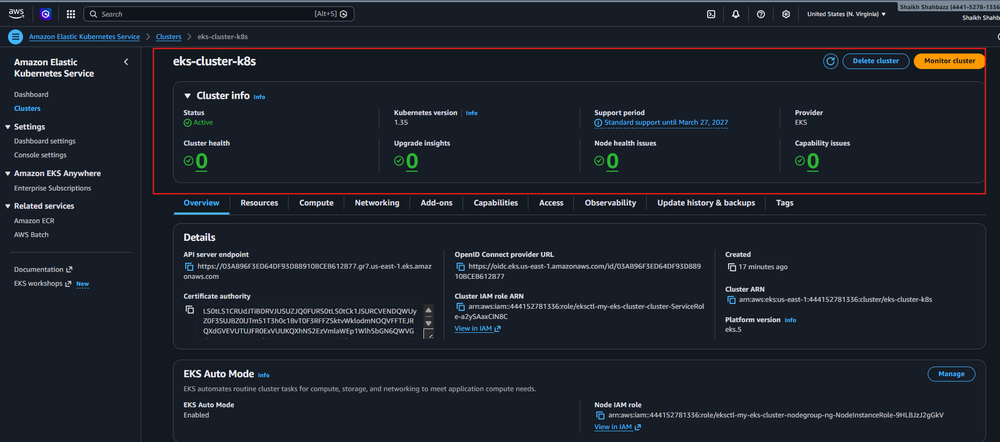 aws
Search
[Alt+S]
United States (N. Virginia)
Shaikh Shahbazz (4441-5278-1336
Shaikh Shahb
Amazon Elastic Kubernetes Service
Clusters
eks-cluster-k8s
Amazon Elastic
Kubernetes Service
Dashboard
Clusters
Settings
Dashboard settings
Console settings
Amazon EKS Anywhere
Enterprise Subscriptions
Related services
Amazon ECR
AWS Batch
Documentation
EKS workshops New
eks-cluster-k8s
Delete cluster
Monitor cluster
Cluster info Info
Status
Active
Kubernetes version Info
1.35
Support period
Standard support until March 27, 2027
Provider
EKS
Cluster health
0
Upgrade insights
0
Node health issues
0
Capability issues
0
Overview Resources Compute Networking Add-ons Capabilities Access Observability Update history & backups Tags
Details
API server endpoint
https://03AB96F3ED64DF93D88910BCEB612B77.gr7.us-east-1.eks.amaz
onaws.com
Certificate authority
LS0tLS1CRUdJTiBDRVJUSUZJQ0FURS0tLS0tCk1JSURCVENDQWUy
Z0F3SUJBZ0lJTm51T3h0c1BvT0F3RFFZSktvWklodmNOQVFFTEJR
QXdGVEVUTUJFR0ExVUUKQXhNS2EzVmlaWEp1WlhSbGN6QWVG
OpenID Connect provider URL
https://oidc.eks.us-east-1.amazonaws.com/id/03AB96F3ED64DF93D889
10BCEB612B77
Cluster IAM role ARN
arn:aws:iam::444152781336:role/eksctl-my-eks-cluster-cluster-ServiceRol
e-a2ySAaxCIN8C
View in IAM
Created
17 minutes ago
Cluster ARN
arn:aws:eks:us-east-1:444152781336:cluster/eks-cluster-k8s
Platform version Info
eks.5
EKS Auto Mode Info
Manage
EKS automates routine cluster tasks for compute, storage, and networking to meet application compute needs.
EKS Auto Mode
Enabled
Node IAM role
arn:aws:iam::444152781336:role/eksctl-my-eks-cluster-nodegroup-ng-NodeInstanceRole-9HLBJzJ2gGkV
View in IAM